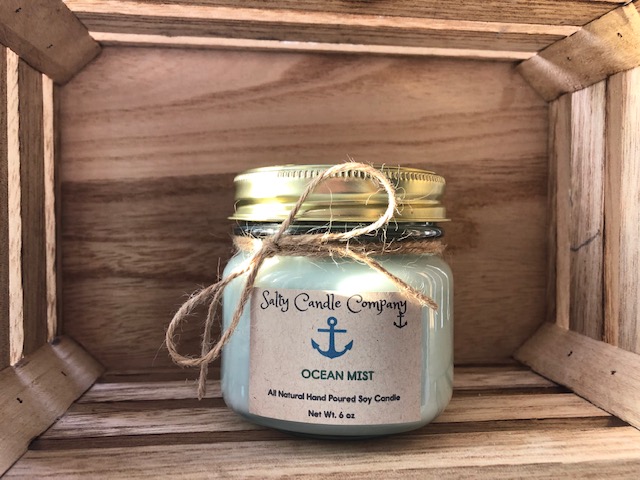 Salty Candle Company
OCEAN MIST
All Natural Hand Poured Soy Candle
Net Wt. 6 oz